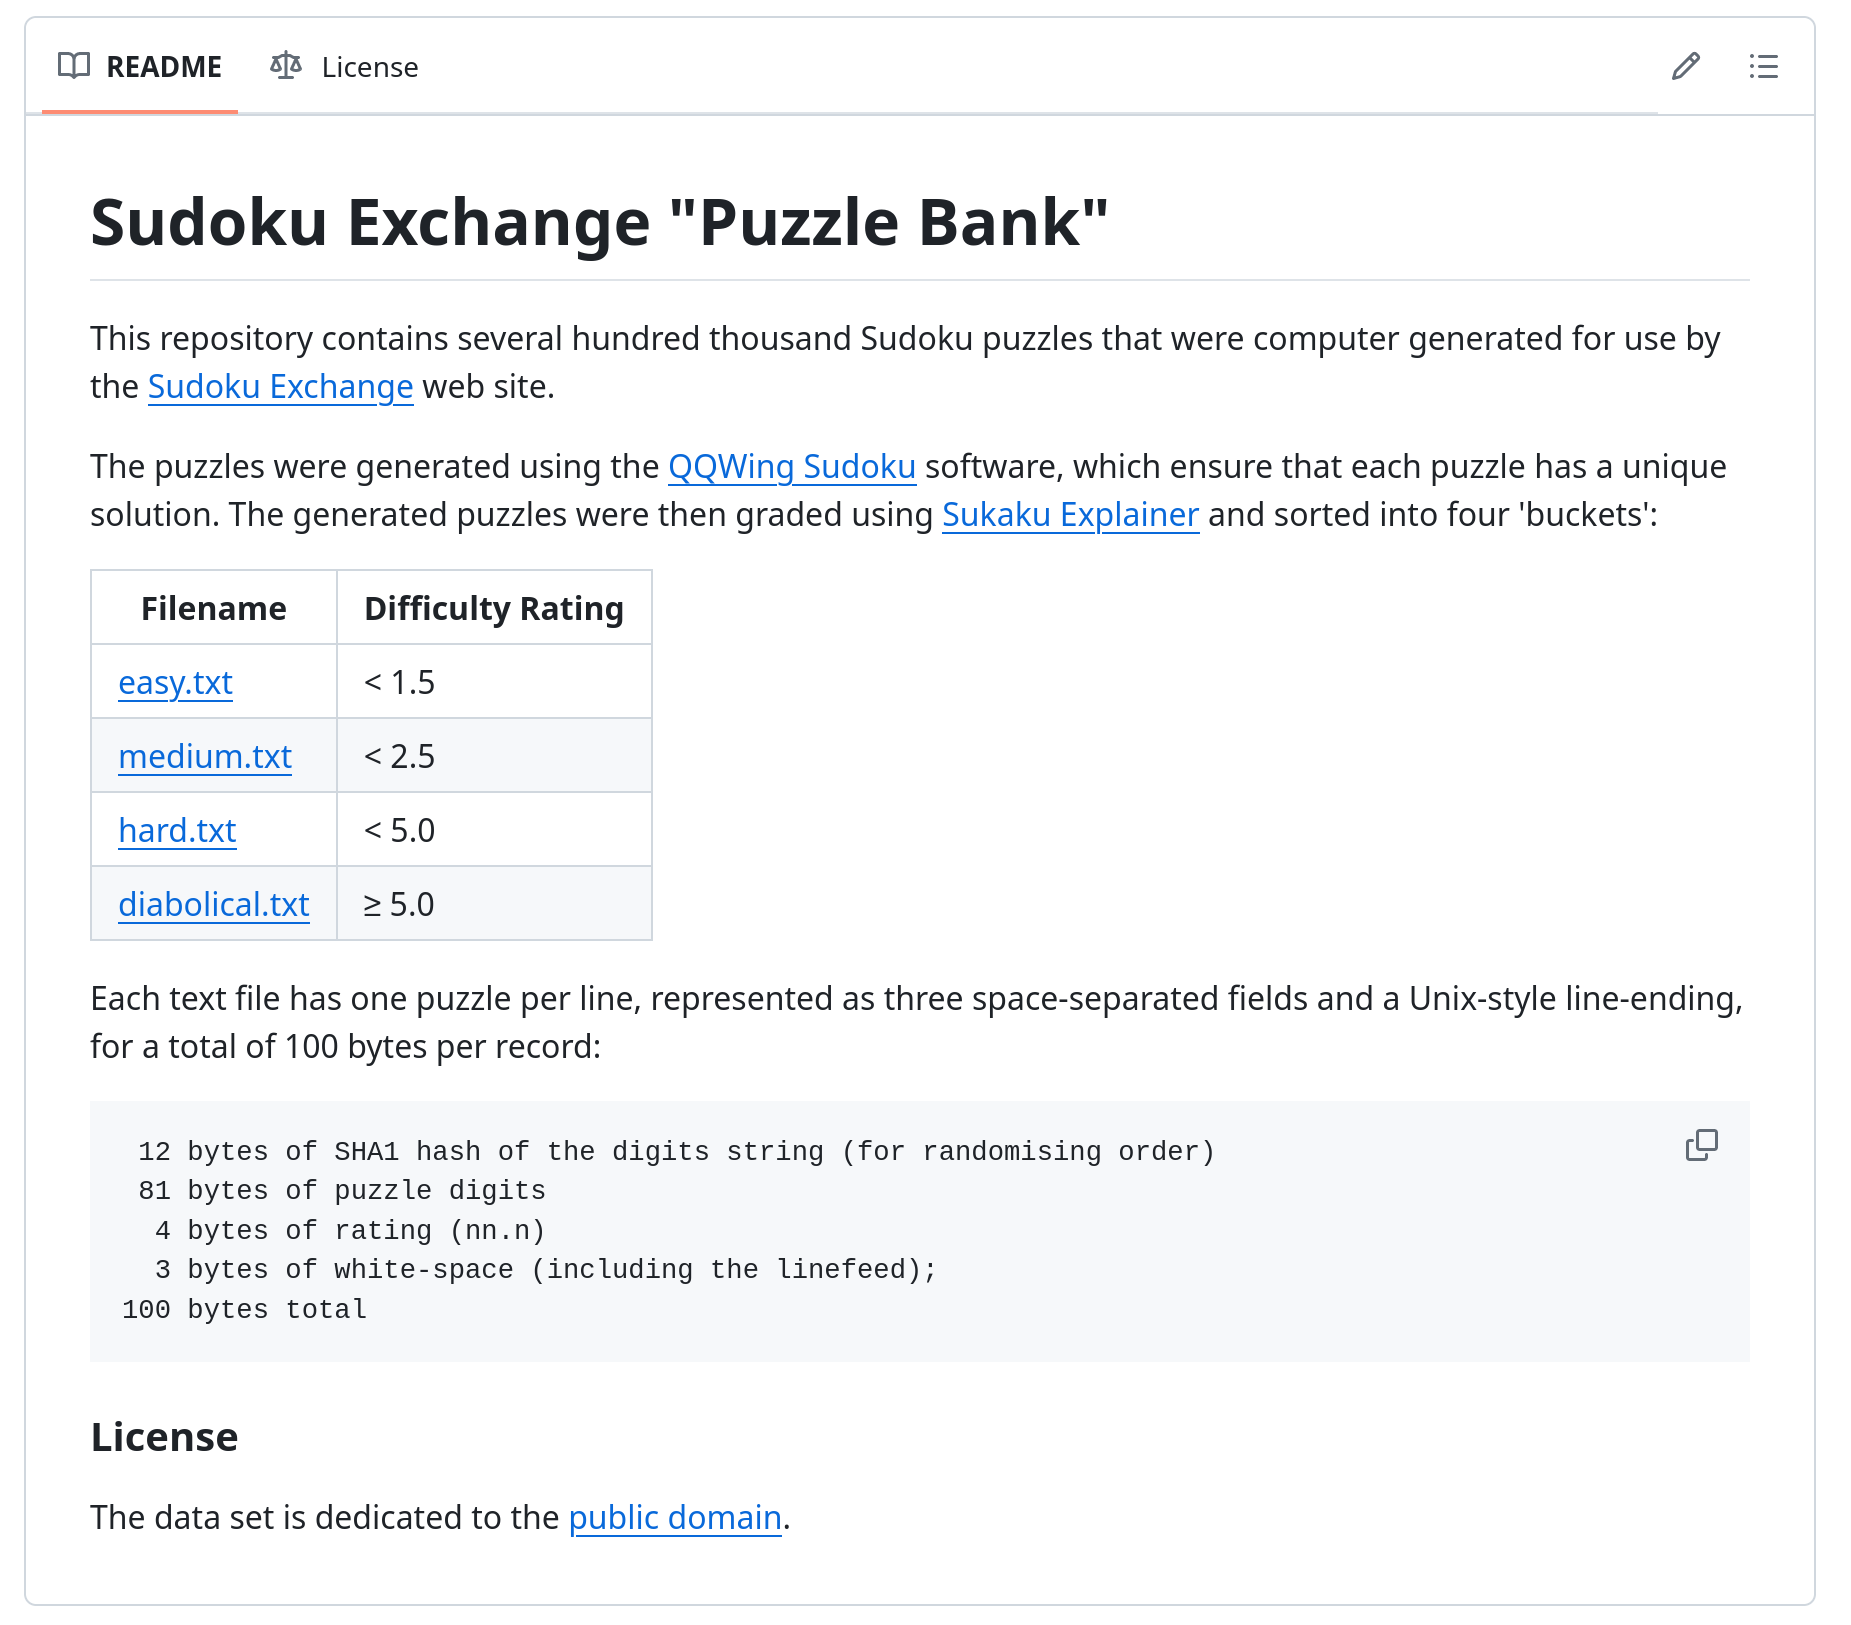 README License
Sudoku Exchange "Puzzle Bank"
This repository contains several hundred thousand Sudoku puzzles that were computer generated for use by
the Sudoku Exchange web site.
The puzzles were generated using the QQWing Sudoku software, which ensure that each puzzle has a unique
solution. The generated puzzles were then graded using Sukaku Explainer and sorted into four 'buckets':
Filename Difficulty Rating
easy.txt < 1.5
medium.txt < 2.5
hard.txt < 5.0
diabolical.txt ≥ 5.0
Each text file has one puzzle per line, represented as three space-separated fields and a Unix-style line-ending,
for a total of 100 bytes per record:
12 bytes of SHA1 hash of the digits string (for randomising order)
81 bytes of puzzle digits
4 bytes of rating (nn.n)
3 bytes of white-space (including the linefeed);
100 bytes total
License
The data set is dedicated to the public domain.